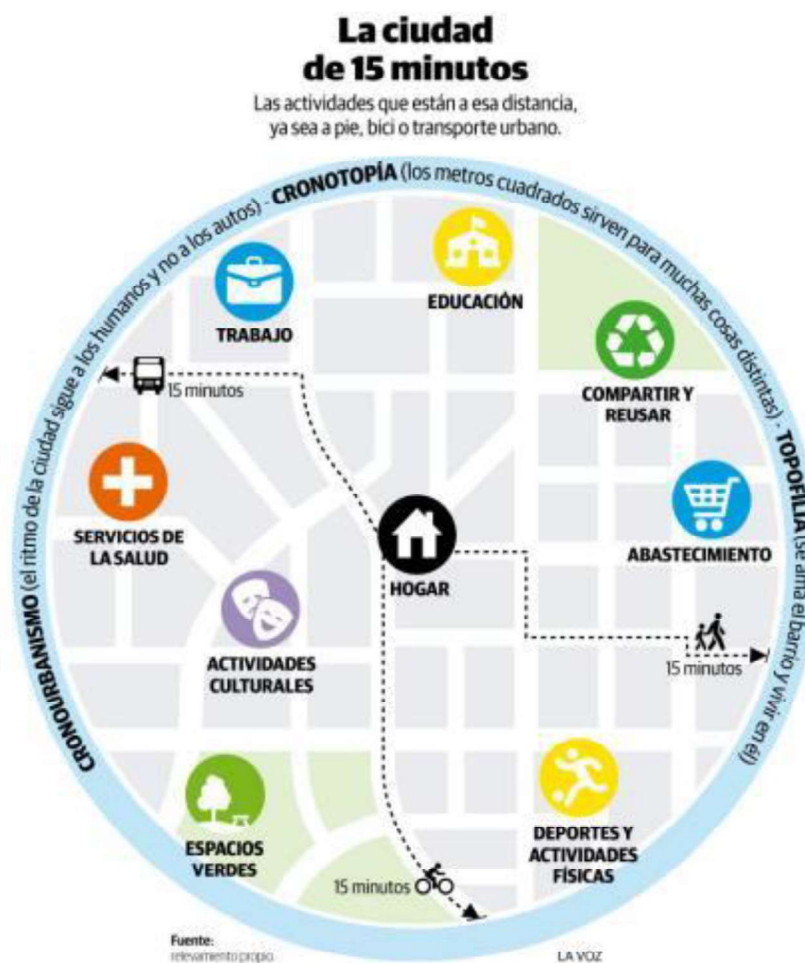 La ciudad
de 15 minutos
Las actividades que están a esa distancia,
ya sea a pie, bici o transporte urbano.
CRONOURBANISMO (el ritmo de la ciudad sigue a los humanos y no a los autos) - CRONOTOPÍA (los metros cuadrados sirven para muchas cosas distintas) - TOPOFILIA (se ama el barrio y vivir en él)
TRABAJO
EDUCACIÓN
COMPARTIR Y
REUSAR
15 minutos
SERVICIOS DE
LA SALUD
HOGAR
ABASTECIMIENTO
ACTIVIDADES
CULTURALES
15 minutos
ESPACIOS
VERDES
DEPORTES Y
ACTIVIDADES
FÍSICAS
15 minutos
Fuente:
relevamiento propio.
LA VOZ